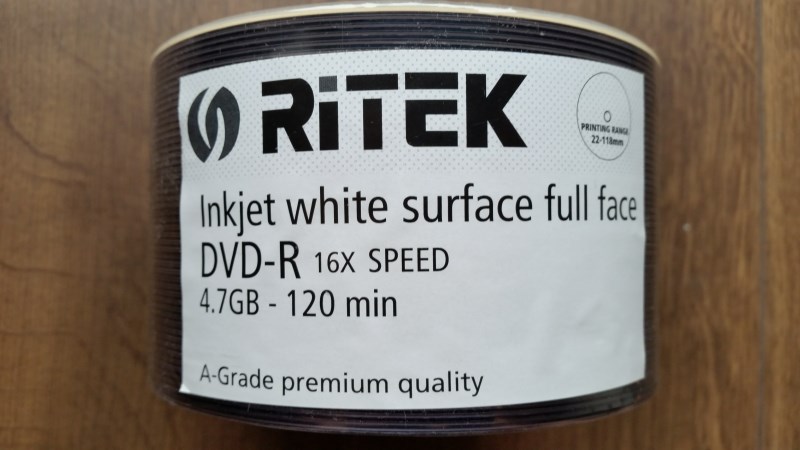 RiTEK
PRINTING RANGE
22-118mm
Inkjet white surface full face
DVD-R 16X SPEED
4.7GB - 120 min
A-Grade premium quality